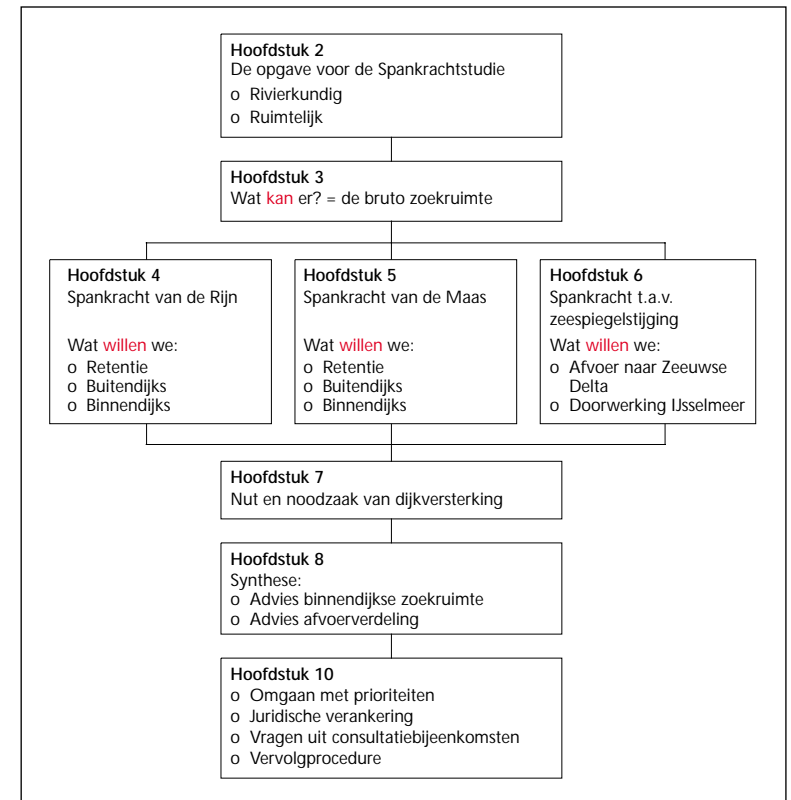 Hoofdstuk 2
De opgave voor de Spankrachtstudie
o Rivierkundig
o Ruimtelijk
Hoofdstuk 3
Wat kan er? = de bruto zoekruimte
Hoofdstuk 4
Spankracht van de Rijn
Wat willen we:
o Retentie
o Buitendijks
o Binnendijks
Hoofdstuk 5
Spankracht van de Maas
Wat willen we:
o Retentie
o Buitendijks
o Binnendijks
Hoofdstuk 6
Spankracht t.a.v.
zeespiegelstijging
Wat willen we:
o Afvoer naar Zeeuwse
Delta
o Doorwerking IJsselmeer
Hoofdstuk 7
Nut en noodzaak van dijkversterking
Hoofdstuk 8
Synthese:
o Advies binnendijkse zoekruimte
o Advies afvoerverdeling
Hoofdstuk 10
o Omgaan met prioriteiten
o Juridische verankering
o Vragen uit consultatiebijeenkomsten
o Vervolgprocedure